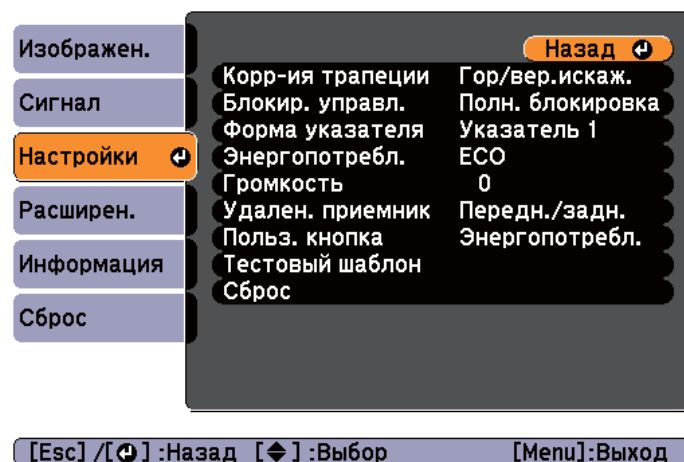 Изображен.
Сигнал
Настройки
Расширен.
Информация
Сброс
Назад
Корр-ия трапеции Гор/вер.искаж.
Блокир. управл. Полн. блокировка
Форма указателя Указатель 1
Энергопотребл. ECO
Громкость 0
Удален. приемник Передн./задн.
Польз. кнопка Энергопотребл.
Тестовый шаблон
Сброс
[Esc] /[⏎] :Назад [◆] :Выбор [Menu]:Выход